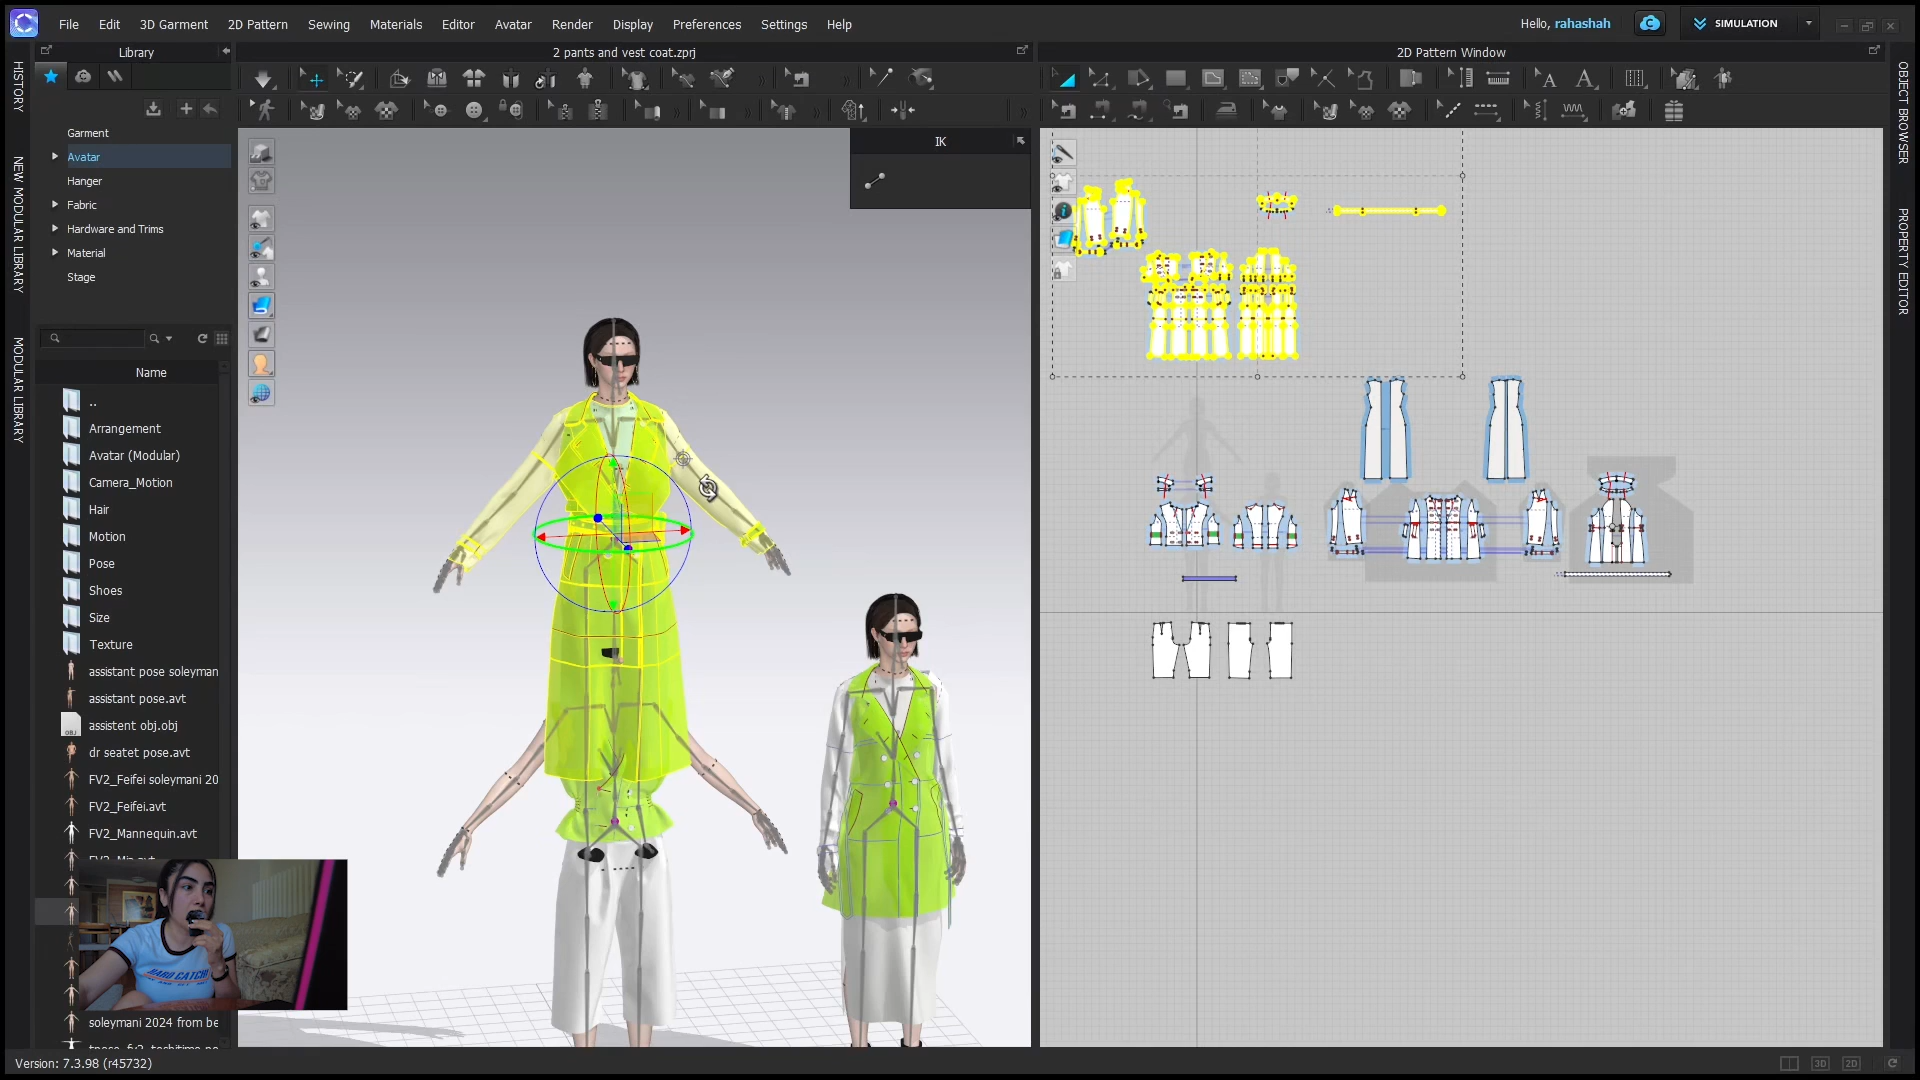 File Edit 3D Garment 2D Pattern Sewing Materials Editor Avatar Render Display Preferences Settings Help
Hello, rahashah
SIMULATION
Library
2 pants and vest coat.zprj
2D Pattern Window
HISTORY
NEW MODULAR LIBRARY
MODULAR LIBRARY
OBJECT BROWSER
PROPERTY EDITOR
IK
Garment
Avatar
Hanger
Fabric
Hardware and Trims
Material
Stage
Name
..
Arrangement
Avatar (Modular)
Camera_Motion
Hair
Motion
Pose
Shoes
Size
Texture
assistant pose soleyman
assistant pose.avt
assistent obj.obj
dr seatet pose.avt
FV2_Feifei soleymani 20
FV2_Feifei.avt
FV2_Mannequin.avt
soleymani 2024 from be
Version: 7.3.98 (r45732)
3D
2D